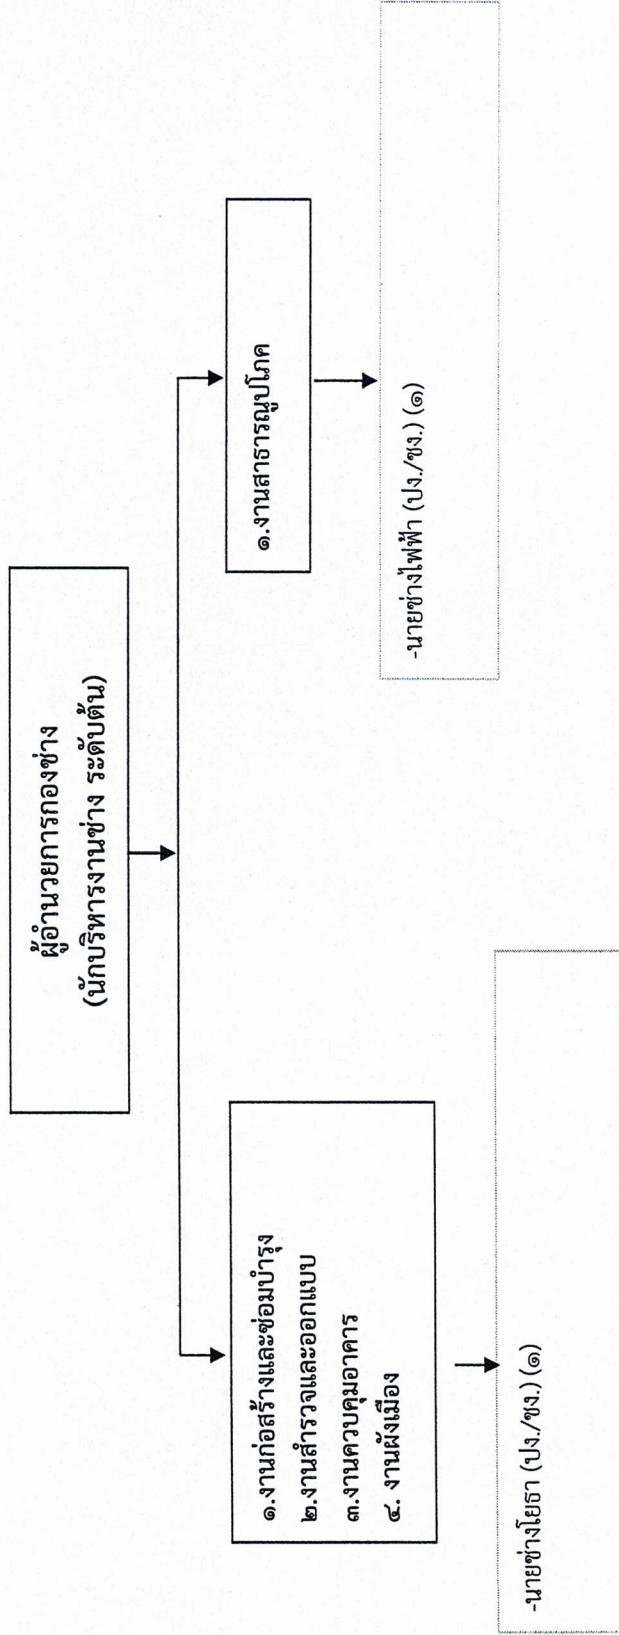 ผู้อำนวยการกองช่าง
(นักบริหารงานช่าง ระดับต้น)
๑.งานก่อสร้างและซ่อมบำรุง
๒.งานสำรวจและออกแบบ
๓.งานควบคุมอาคาร
๔. งานผังเมือง
-นายช่างโยธา (ปง./ชง.) (๑)
๑.งานสาธารณูปโภค
-นายช่างไฟฟ้า (ปง./ชง.) (๑)